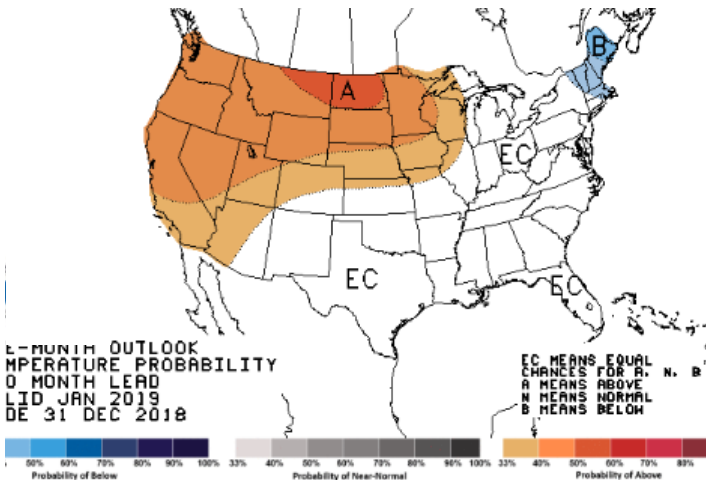 B
A
EC
EC
EC
E-MONTH OUTLOOK
MPERATURE PROBABILITY
O MONTH LEAD
LID JAN 2019
DE 31 DEC 2018
EC MEANS EQUAL
CHANCES FOR A, N, B
A MEANS ABOVE
N MEANS NORMAL
B MEANS BELOW
50% 60% 70% 80% 90% 100% 33% 40% 50% 60% 70% 80% 90% 100% 33% 40% 50% 60% 70% 80%
Probability of Below Probability of Near-Normal Probability of Above